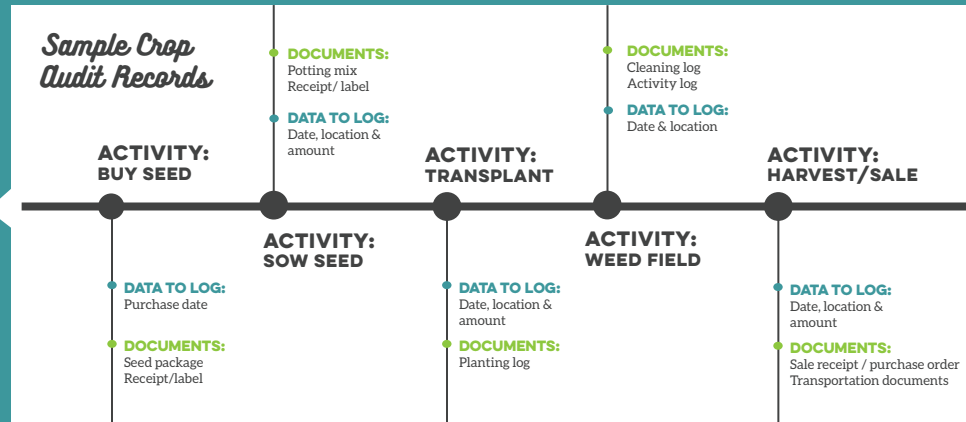 Sample Crop
Audit Records
DOCUMENTS:
Potting mix
Receipt/ label
DATA TO LOG:
Date, location &
amount
DOCUMENTS:
Cleaning log
Activity log
DATA TO LOG:
Date & location
ACTIVITY:
BUY SEED
ACTIVITY:
TRANSPLANT
ACTIVITY:
HARVEST/SALE
ACTIVITY:
SOW SEED
ACTIVITY:
WEED FIELD
DATA TO LOG:
Purchase date
DOCUMENTS:
Seed package
Receipt/label
DATA TO LOG:
Date, location &
amount
DOCUMENTS:
Planting log
DATA TO LOG:
Date, location &
amount
DOCUMENTS:
Sale receipt / purchase order
Transportation documents